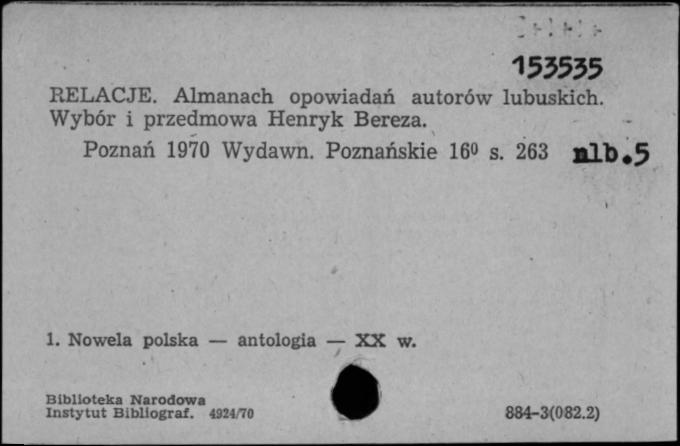 153535
RELACJE. Almanach opowiadań autorów lubuskich.
Wybór i przedmowa Henryk Bereza.
Poznań 1970 Wydawn. Poznańskie 16⁰ s. 263 nlb.5
1. Nowela polska — antologia — XX w.
Biblioteka Narodowa
Instytut Bibliograf. 4924/70
884-3(082.2)